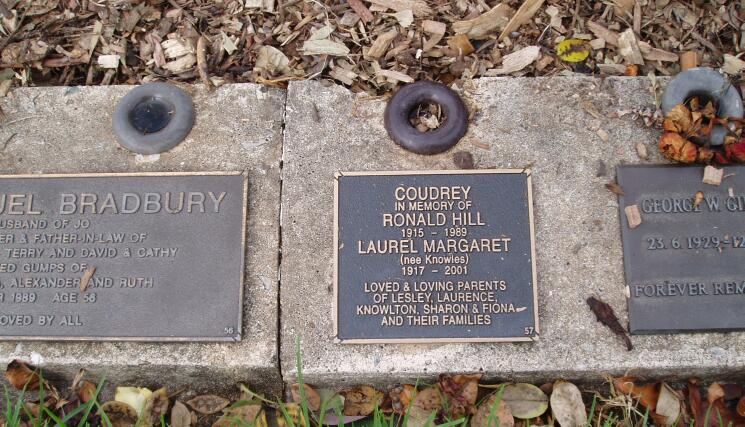 UEL BRADBURY
USBAND OF JO
ER & FATHER-IN-LAW OF
TERRY AND DAVID & CATHY
ED GUMPS OF
ALEXANDER AND RUTH
1989 AGE 58
OVED BY ALL
56
COUDREY
IN MEMORY OF
RONALD HILL
1915 - 1989
LAUREL MARGARET
(nee Knowles)
1917 - 2001
LOVED & LOVING PARENTS
OF LESLEY, LAURENCE,
KNOWLTON, SHARON & FIONA
AND THEIR FAMILIES
57
GEORGE W. GI
23.6.1929-12
FOREVER REM